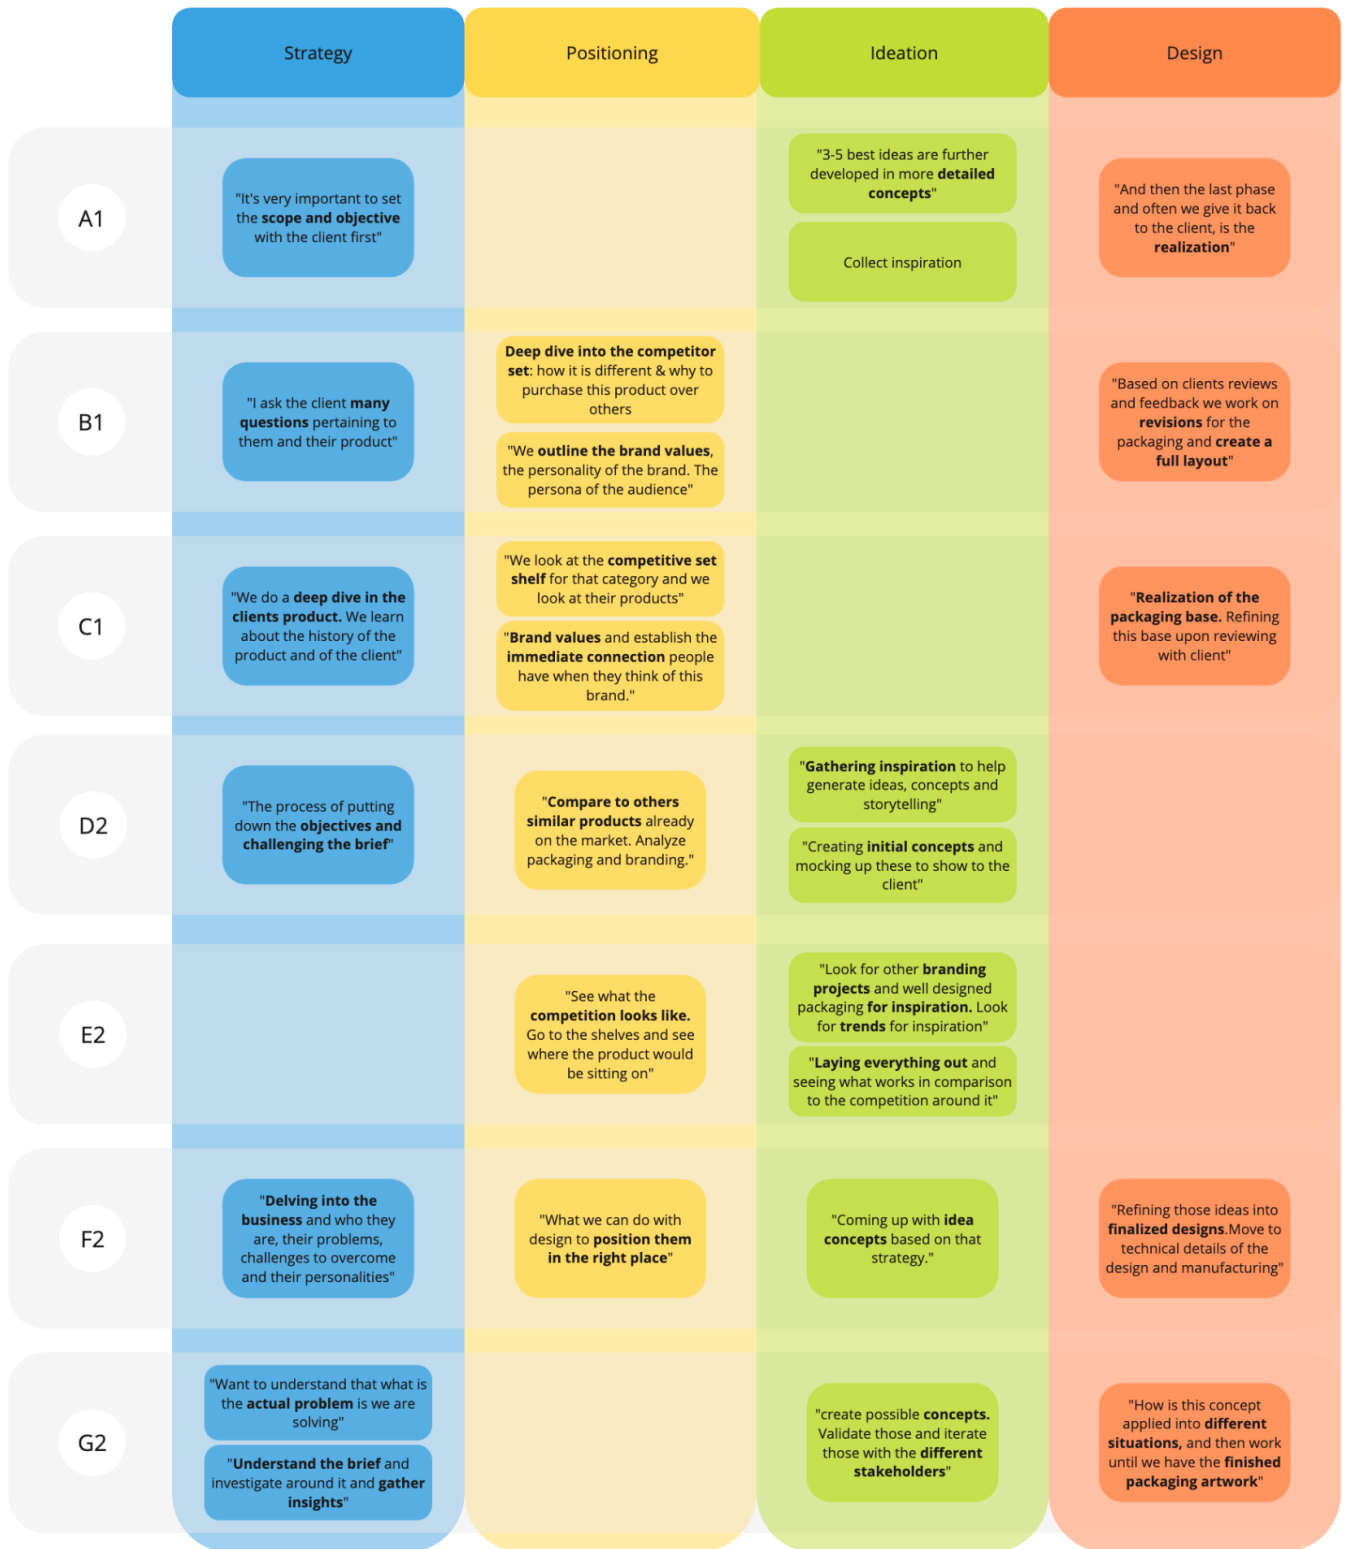 Strategy
Positioning
Ideation
Design
A1
"It's very important to set
the scope and objective
with the client first"
"3-5 best ideas are further
developed in more detailed
concepts"
Collect inspiration
"And then the last phase
and often we give it back
to the client, is the
realization"
B1
"I ask the client many
questions pertaining to
them and their product"
Deep dive into the competitor
set: how it is different & why to
purchase this product over
others
"We outline the brand values,
the personality of the brand. The
persona of the audience"
"Based on clients reviews
and feedback we work on
revisions for the
packaging and create a
full layout"
C1
"We do a deep dive in the
clients product. We learn
about the history of the
product and of the client"
"We look at the competitive set
shelf for that category and we
look at their products"
"Brand values and establish the
immediate connection people
have when they think of this
brand."
"Realization of the
packaging base. Refining
this base upon reviewing
with client"
D2
"The process of putting
down the objectives and
challenging the brief"
"Compare to others
similar products already
on the market. Analyze
packaging and branding."
"Gathering inspiration to help
generate ideas, concepts and
storytelling"
"Creating initial concepts and
mocking up these to show to the
client"
E2
"See what the
competition looks like.
Go to the shelves and see
where the product would
be sitting on"
"Look for other branding
projects and well designed
packaging for inspiration. Look
for trends for inspiration"
"Laying everything out and
seeing what works in comparison
to the competition around it"
F2
"Delving into the
business and who they
are, their problems,
challenges to overcome
and their personalities"
"What we can do with
design to position them
in the right place"
"Coming up with idea
concepts based on that
strategy."
"Refining those ideas into
finalized designs.Move to
technical details of the
design and manufacturing"
G2
"Want to understand that what is
the actual problem is we are
solving"
"Understand the brief and
investigate around it and gather
insights"
"create possible concepts.
Validate those and iterate
those with the different
stakeholders"
"How is this concept
applied into different
situations, and then work
until we have the finished
packaging artwork"